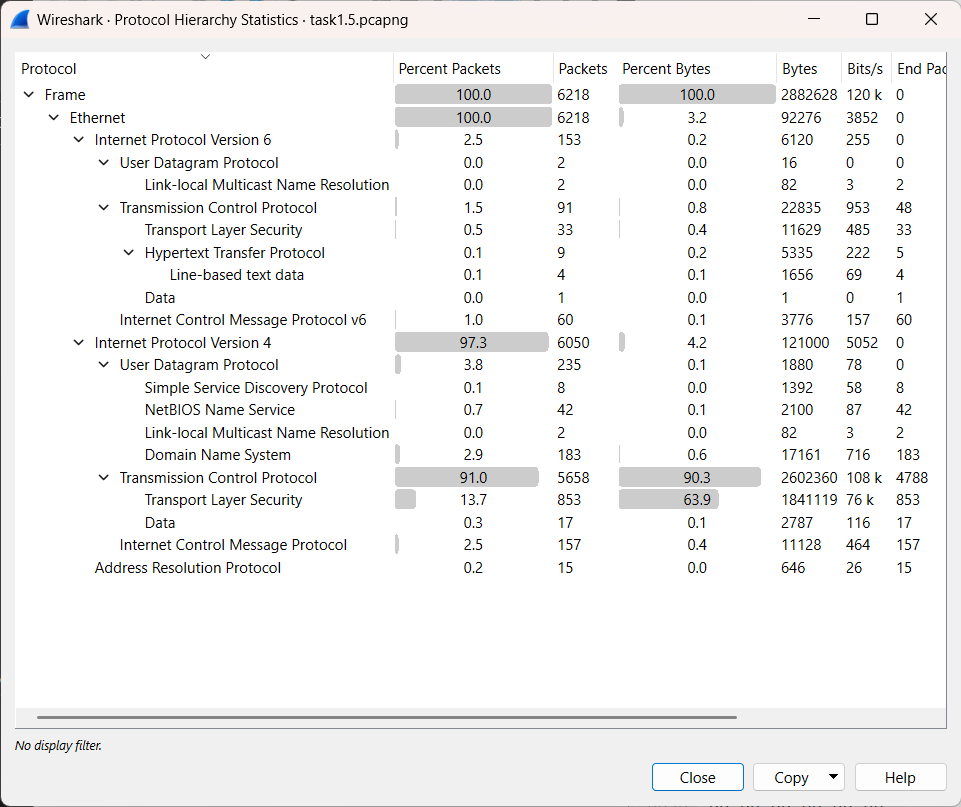 Wireshark · Protocol Hierarchy Statistics · task1.5.pcapng
Protocol Percent Packets Packets Percent Bytes Bytes Bits/s End Pac
Frame 100.0 6218 100.0 2882628 120 k 0
Ethernet 100.0 6218 3.2 92276 3852 0
Internet Protocol Version 6 2.5 153 0.2 6120 255 0
User Datagram Protocol 0.0 2 0.0 16 0 0
Link-local Multicast Name Resolution 0.0 2 0.0 82 3 2
Transmission Control Protocol 1.5 91 0.8 22835 953 48
Transport Layer Security 0.5 33 0.4 11629 485 33
Hypertext Transfer Protocol 0.1 9 0.2 5335 222 5
Line-based text data 0.1 4 0.1 1656 69 4
Data 0.0 1 0.0 1 0 1
Internet Control Message Protocol v6 1.0 60 0.1 3776 157 60
Internet Protocol Version 4 97.3 6050 4.2 121000 5052 0
User Datagram Protocol 3.8 235 0.1 1880 78 0
Simple Service Discovery Protocol 0.1 8 0.0 1392 58 8
NetBIOS Name Service 0.7 42 0.1 2100 87 42
Link-local Multicast Name Resolution 0.0 2 0.0 82 3 2
Domain Name System 2.9 183 0.6 17161 716 183
Transmission Control Protocol 91.0 5658 90.3 2602360 108 k 4788
Transport Layer Security 13.7 853 63.9 1841119 76 k 853
Data 0.3 17 0.1 2787 116 17
Internet Control Message Protocol 2.5 157 0.4 11128 464 157
Address Resolution Protocol 0.2 15 0.0 646 26 15
No display filter.
Close Copy Help